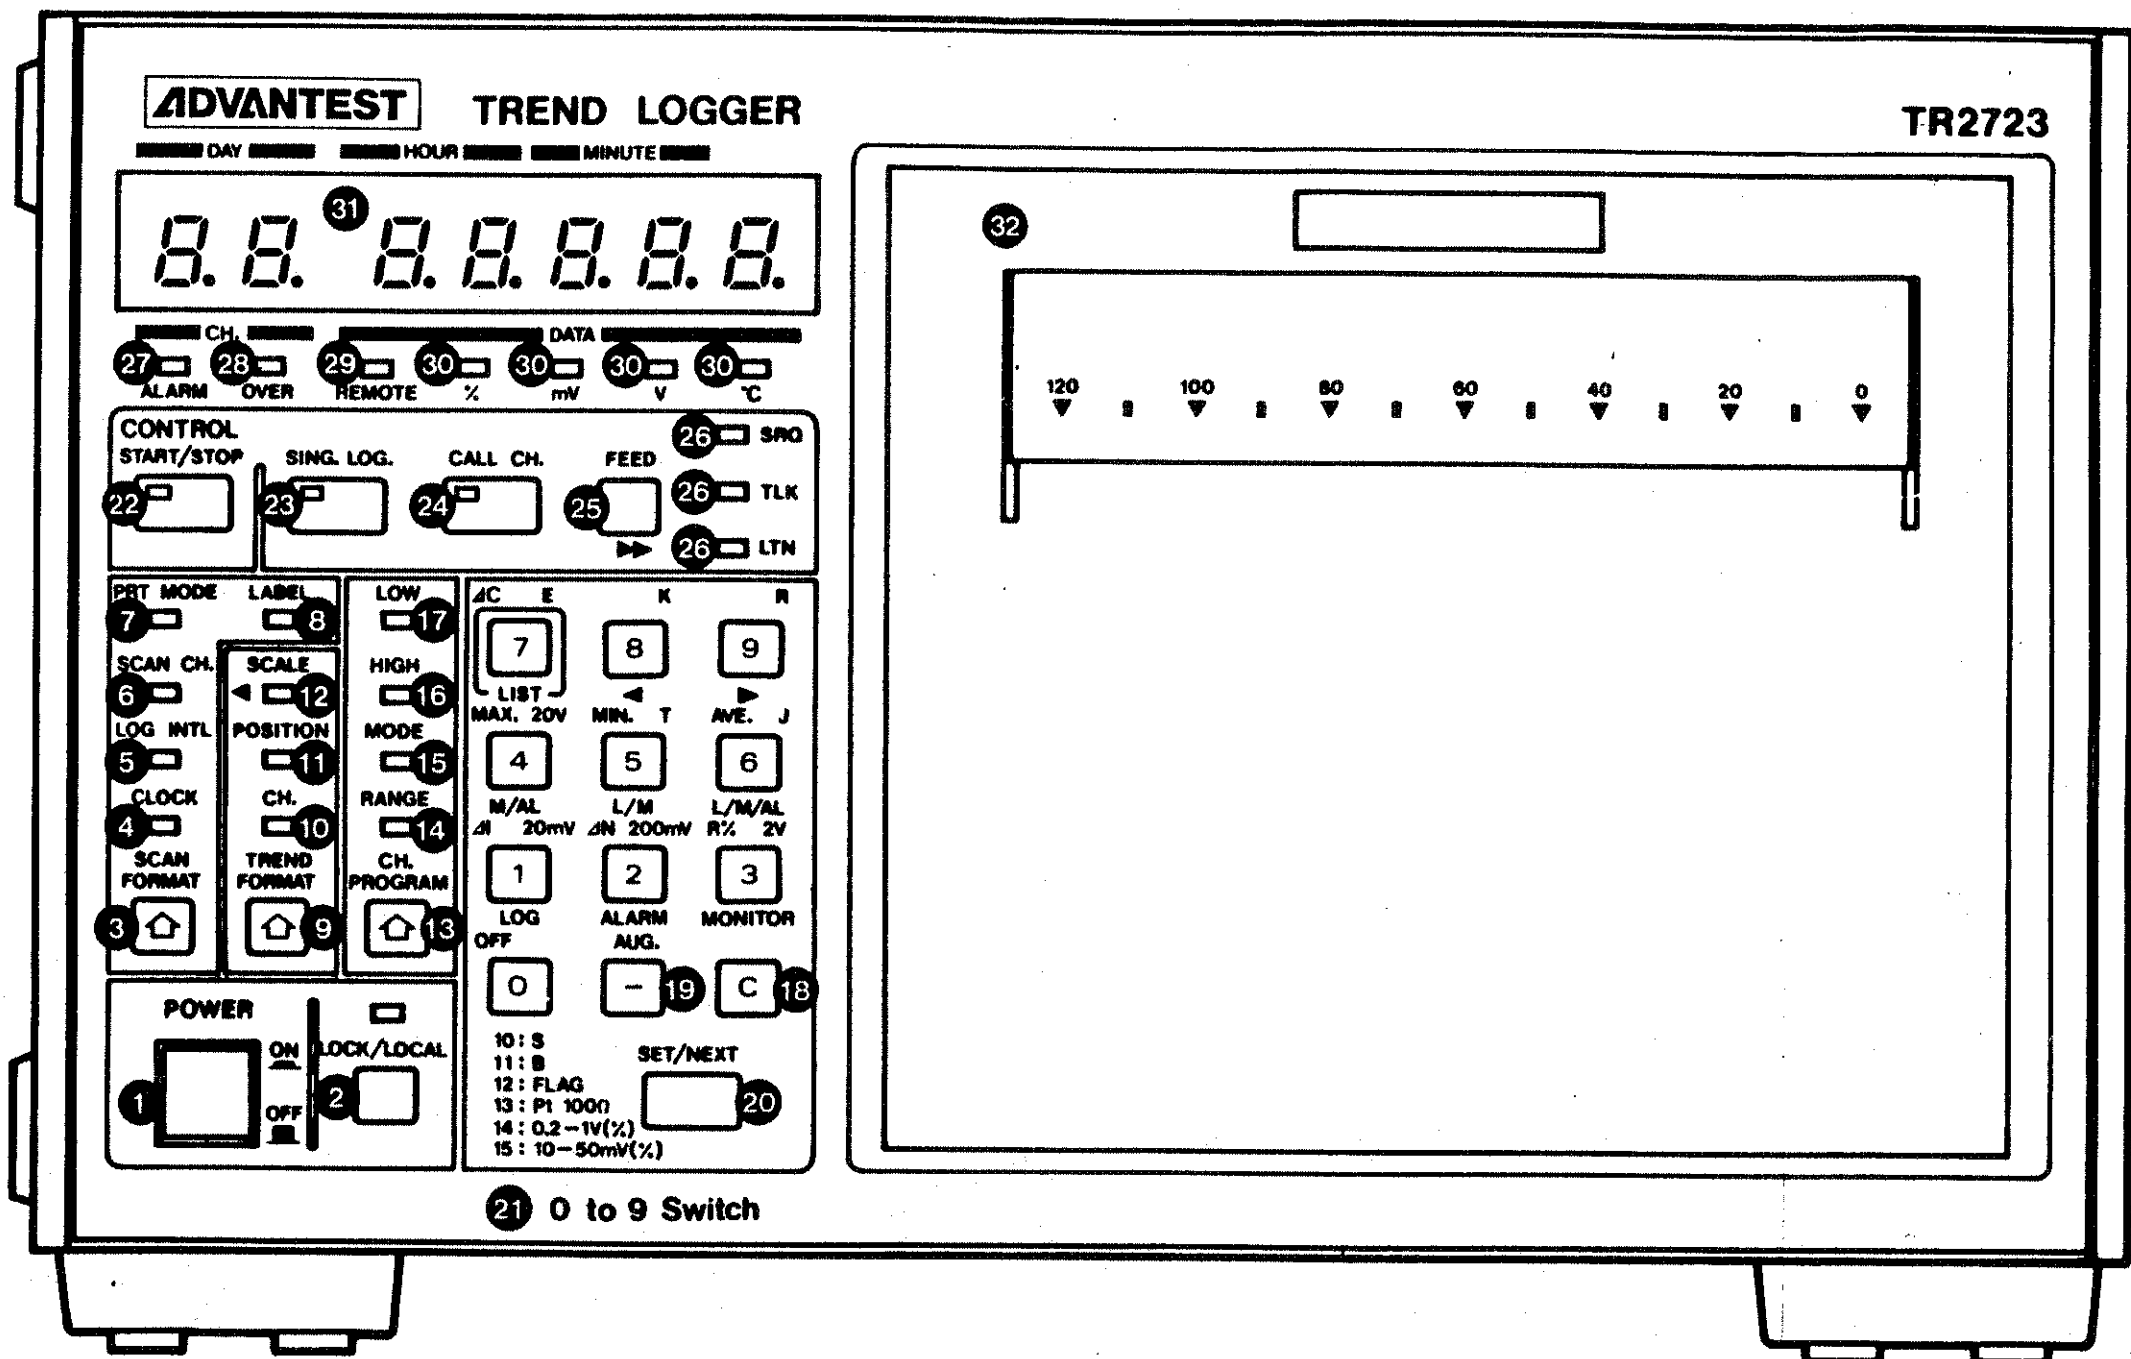 ADVANTEST TREND LOGGER
TR2723
DAY HOUR MINUTE
31
8.8. 8.8.8.8.8.
32
CH. DATA
27 28 29 30 30 30 30
ALARM OVER REMOTE % mV V °C
120 100 80 60 40 20 0
CONTROL
26 SRQ
START/STOP SING. LOG. CALL CH. FEED
22 23 24 25
26 TLK
26 LTN
PRT MODE LABEL LOW
7 8 17
SCAN CH. SCALE HIGH
6 12 16
LOG INTL POSITION MODE
5 11 15
CLOCK CH. RANGE
4 10 14
SCAN FORMAT TREND FORMAT CH. PROGRAM
3 9 13
⊿C E K R
7 8 9
LIST ◀ ▶
MAX. 20V MIN. T AVE. J
4 5 6
M/AL L/M L/M/AL
⊿I 20mV ⊿N 200mV R% 2V
1 2 3
LOG ALARM MONITOR
OFF AUG.
0 − 19 C 18
POWER
ON LOCK/LOCAL
1 2
OFF
10: S
11: B
12: FLAG
13: Pt 100Ω
14: 0.2−1V(%)
15: 10−50mV(%)
SET/NEXT
20
21 0 to 9 Switch